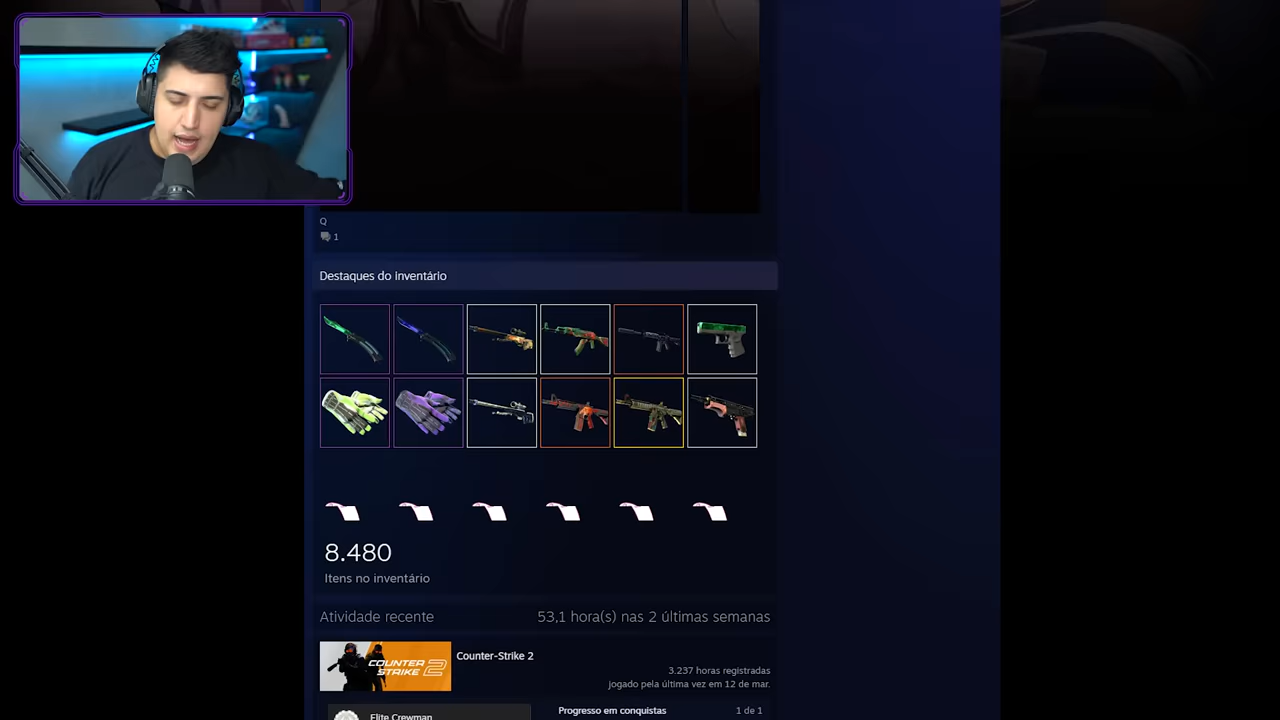 Q
1
Destaques do inventário
8.480
Itens no inventário
Atividade recente
53,1 hora(s) nas 2 últimas semanas
COUNTER
STRIKE 2
Counter-Strike 2
3.237 horas registradas
jogado pela última vez em 12 de mar.
Elite Crewman
Progresso em conquistas
1 de 1